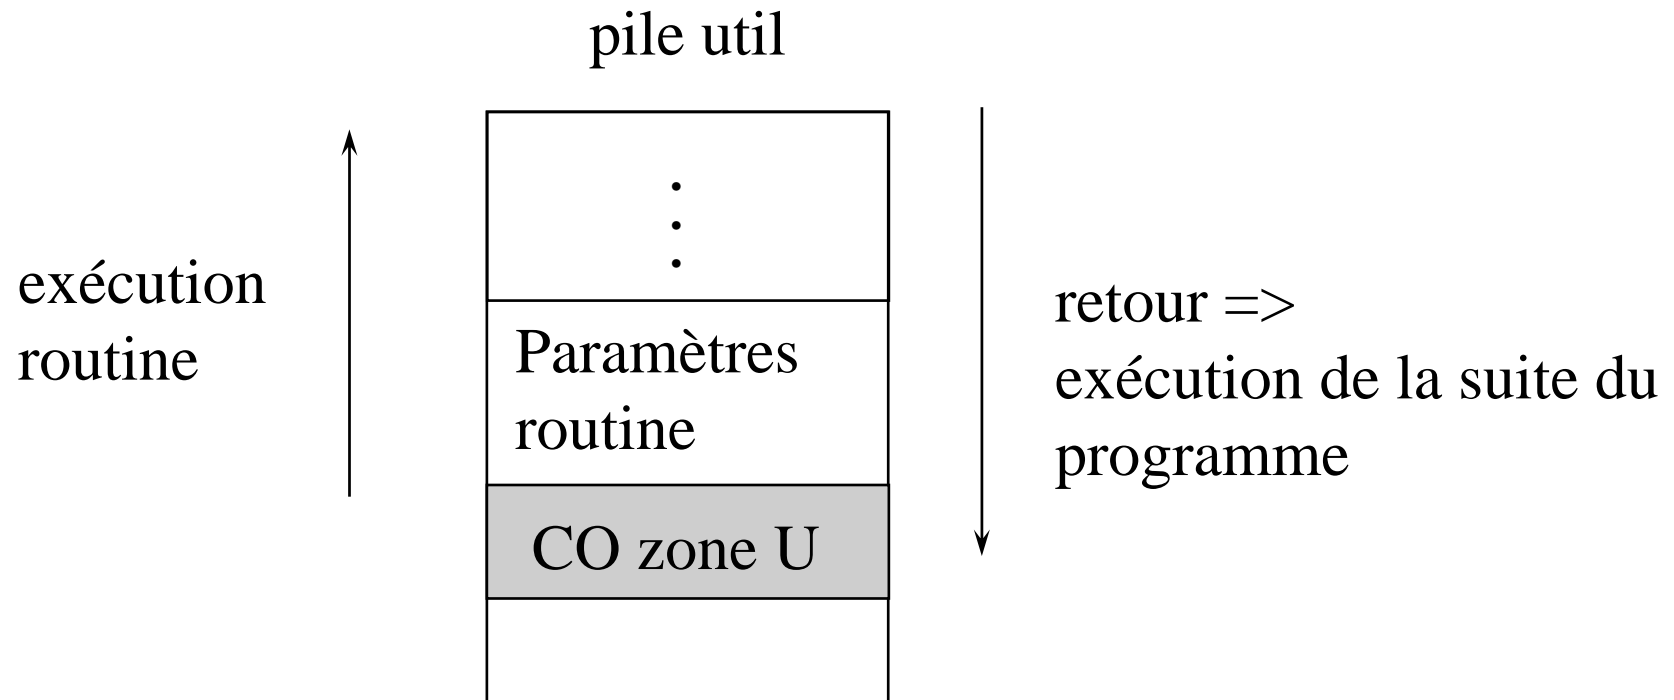 pile util
exécution
routine
Paramètres
routine
CO zone U
retour =>
exécution de la suite du
programme